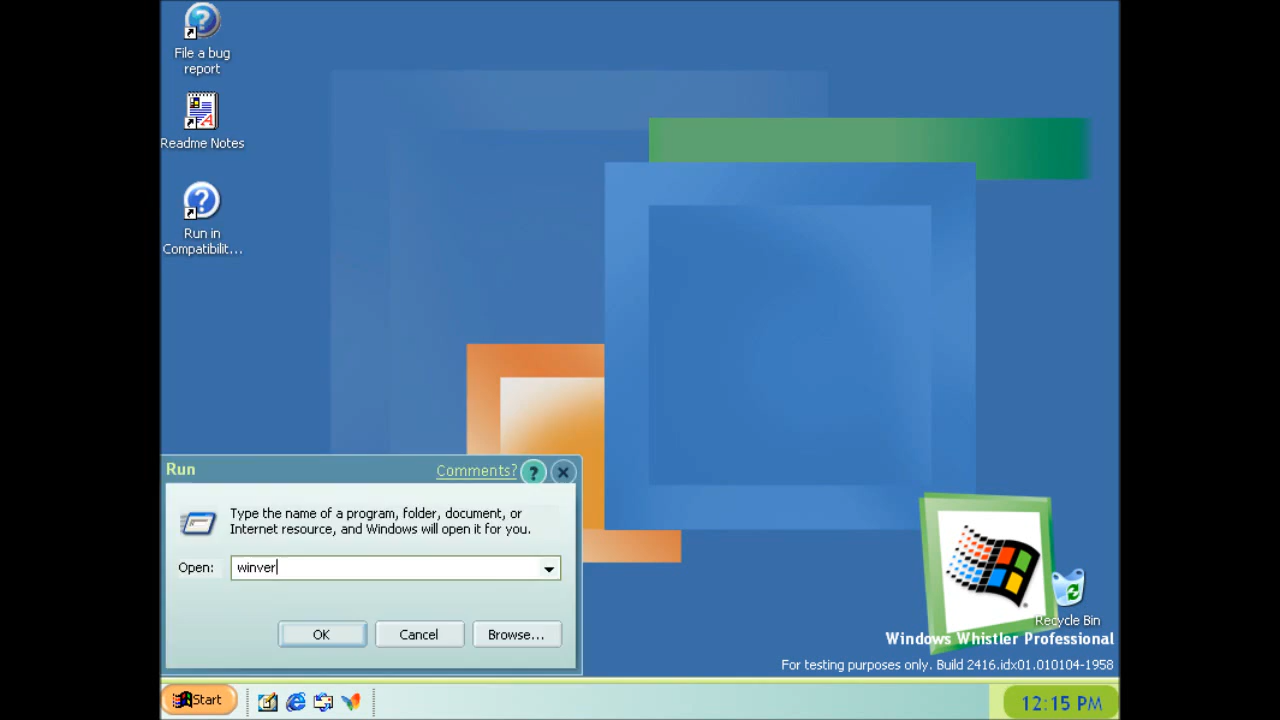 File a bug
report
Readme Notes
Run in
Compatibilit...
Run
Comments?
?
Type the name of a program, folder, document, or
Internet resource, and Windows will open it for you.
Open:
winver
OK
Cancel
Browse...
Recycle Bin
Windows Whistler Professional
For testing purposes only. Build 2416.idx01.010104-1958
Start
12:15 PM